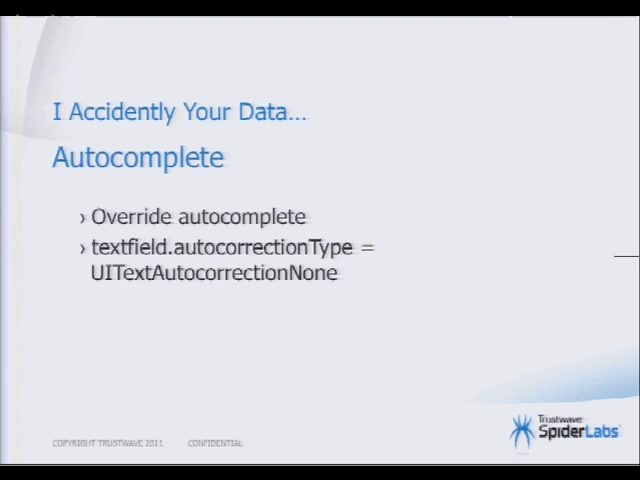 I Accidently Your Data...
Autocomplete
› Override autocomplete
› textfield.autocorrectionType =
UITextAutocorrectionNone
COPYRIGHT TRUSTWAVE 2011 CONFIDENTIAL
Trustwave
SpiderLabs